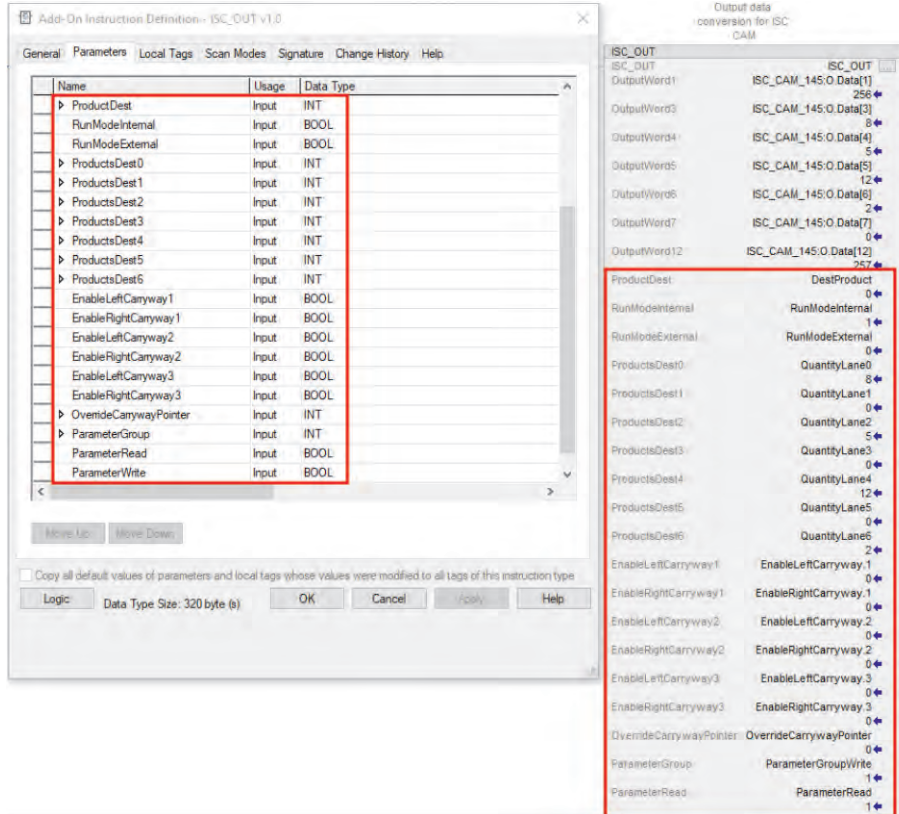 Add-On Instruction Definition - ISC_OUT v1.0
General Parameters Local Tags Scan Modes Signature Change History Help
Name Usage Data Type
ProductDest Input INT
RunModeInternal Input BOOL
RunModeExternal Input BOOL
ProductsDest0 Input INT
ProductsDest1 Input INT
ProductsDest2 Input INT
ProductsDest3 Input INT
ProductsDest4 Input INT
ProductsDest5 Input INT
ProductsDest6 Input INT
EnableLeftCarryway1 Input BOOL
EnableRightCarryway1 Input BOOL
EnableLeftCarryway2 Input BOOL
EnableRightCarryway2 Input BOOL
EnableLeftCarryway3 Input BOOL
EnableRightCarryway3 Input BOOL
OverrideCarrywayPointer Input INT
ParameterGroup Input INT
ParameterRead Input BOOL
ParameterWrite Input BOOL
Move Up Move Down
Copy all default values of parameters and local tags whose values were modified to all tags of this instruction type
Logic Data Type Size: 320 byte (s) OK Cancel Apply Help
Output data
conversion for ISC
CAM
ISC_OUT
ISC_OUT ISC_OUT ...
OutputWord1 ISC_CAM_145:O.Data[1]
256
OutputWord3 ISC_CAM_145:O.Data[3]
8
OutputWord4 ISC_CAM_145:O.Data[4]
5
OutputWord5 ISC_CAM_145:O.Data[5]
12
OutputWord6 ISC_CAM_145:O.Data[6]
2
OutputWord7 ISC_CAM_145:O.Data[7]
0
OutputWord12 ISC_CAM_145:O.Data[12]
257
ProductDest DestProduct
0
RunModeInternal RunModeInternal
1
RunModeExternal RunModeExternal
0
ProductsDest0 QuantityLane0
8
ProductsDest1 QuantityLane1
0
ProductsDest2 QuantityLane2
5
ProductsDest3 QuantityLane3
0
ProductsDest4 QuantityLane4
12
ProductsDest5 QuantityLane5
0
ProductsDest6 QuantityLane6
2
EnableLeftCarryway1 EnableLeftCarryway.1
0
EnableRightCarryway1 EnableRightCarryway.1
0
EnableLeftCarryway2 EnableLeftCarryway.2
0
EnableRightCarryway2 EnableRightCarryway.2
0
EnableLeftCarryway3 EnableLeftCarryway.3
0
EnableRightCarryway3 EnableRightCarryway.3
0
OverrideCarrywayPointer OverrideCarrywayPointer
0
ParameterGroup ParameterGroupWrite
1
ParameterRead ParameterRead
1